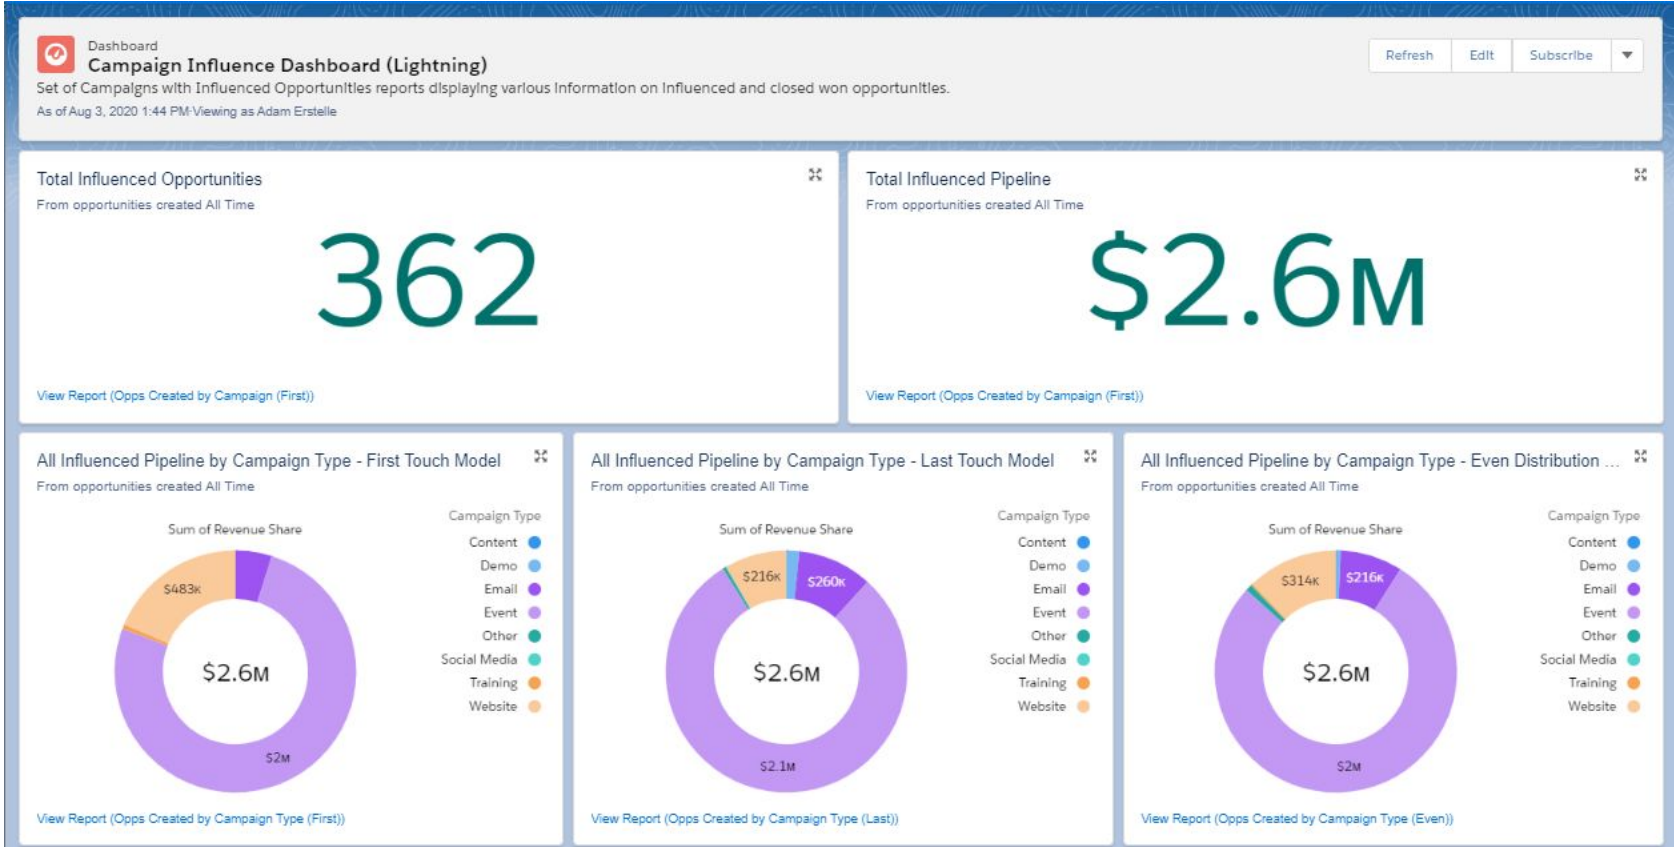 Dashboard
Campaign Influence Dashboard (Lightning)
Set of Campaigns with Influenced Opportunities reports displaying various information on influenced and closed won opportunities.
As of Aug 3, 2020 1:44 PM·Viewing as Adam Erstelle
Refresh
Edit
Subscribe
Total Influenced Opportunities
From opportunities created All Time
362
View Report (Opps Created by Campaign (First))
Total Influenced Pipeline
From opportunities created All Time
$2.6M
View Report (Opps Created by Campaign (First))
All Influenced Pipeline by Campaign Type - First Touch Model
From opportunities created All Time
Sum of Revenue Share
$483K
$2.6M
$2M
Campaign Type
Content
Demo
Email
Event
Other
Social Media
Training
Website
View Report (Opps Created by Campaign Type (First))
All Influenced Pipeline by Campaign Type - Last Touch Model
From opportunities created All Time
Sum of Revenue Share
$216K
$260K
$2.6M
$2.1M
Campaign Type
Content
Demo
Email
Event
Other
Social Media
Training
Website
View Report (Opps Created by Campaign Type (Last))
All Influenced Pipeline by Campaign Type - Even Distribution ...
From opportunities created All Time
Sum of Revenue Share
$314K
$216K
$2.6M
$2M
Campaign Type
Content
Demo
Email
Event
Other
Social Media
Training
Website
View Report (Opps Created by Campaign Type (Even))